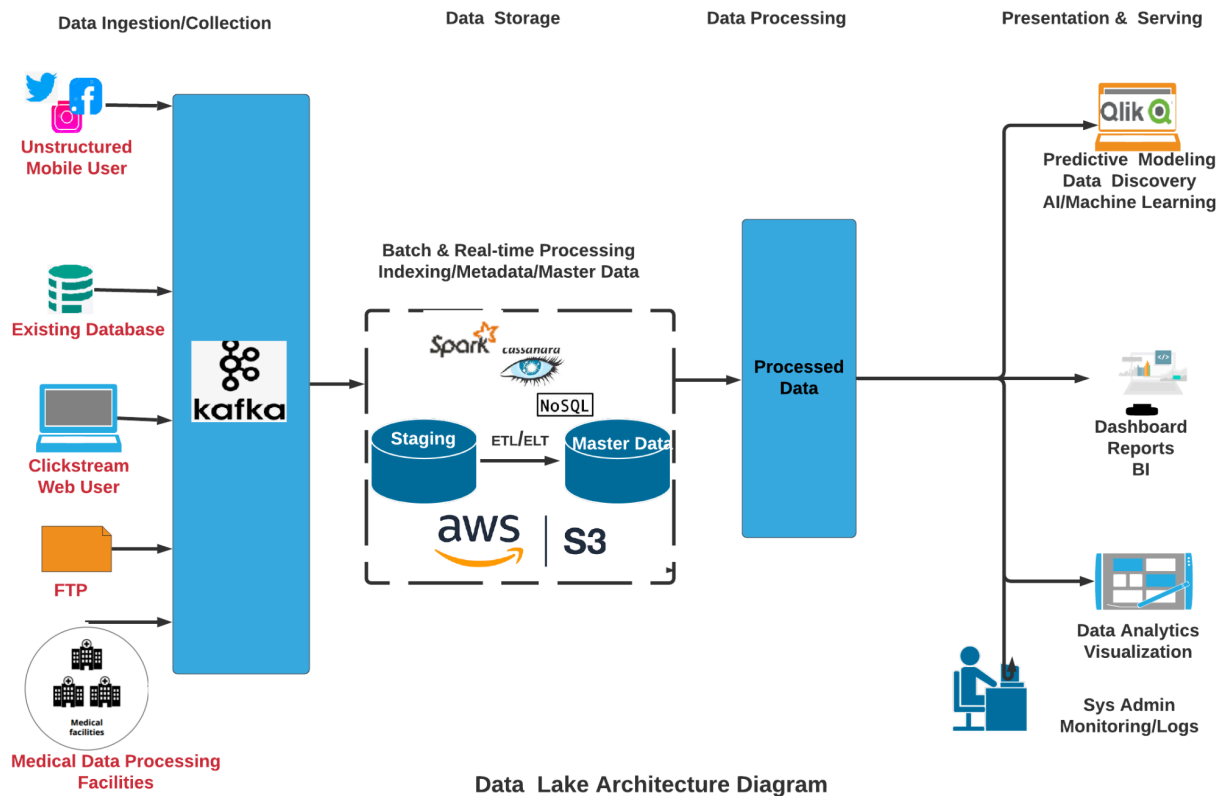 Data Ingestion/Collection
Data Storage
Data Processing
Presentation & Serving
Unstructured
Mobile User
Existing Database
Clickstream
Web User
FTP
Medical
facilities
Medical Data Processing
Facilities
kafka
Batch & Real-time Processing
Indexing/Metadata/Master Data
Spark
cassandra
NoSQL
Staging
ETL/ELT
Master Data
aws
S3
Processed
Data
Qlik Q
Predictive Modeling
Data Discovery
AI/Machine Learning
</>
Dashboard
Reports
BI
Data Analytics
Visualization
Sys Admin
Monitoring/Logs
Data Lake Architecture Diagram